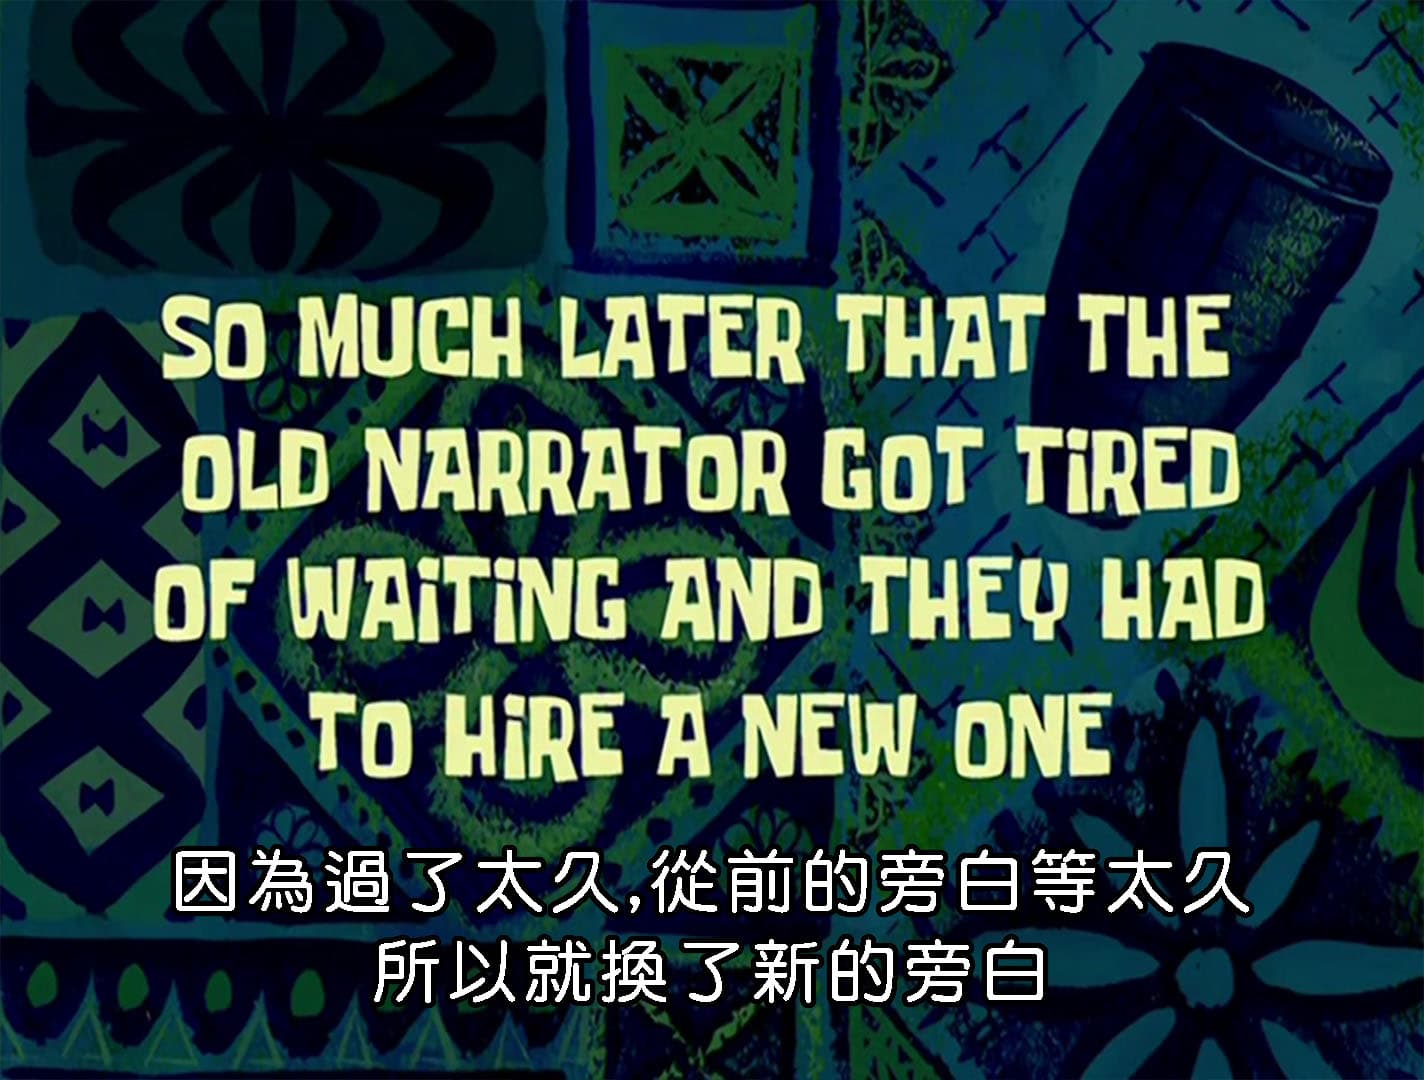 SO MUCH LATER THAT THE
OLD NARRATOR GOT TiRED
OF WAiTiNG AND THEY HAD
TO HiRE A NEW ONE
因為過了太久,從前的旁白等太久
所以就換了新的旁白